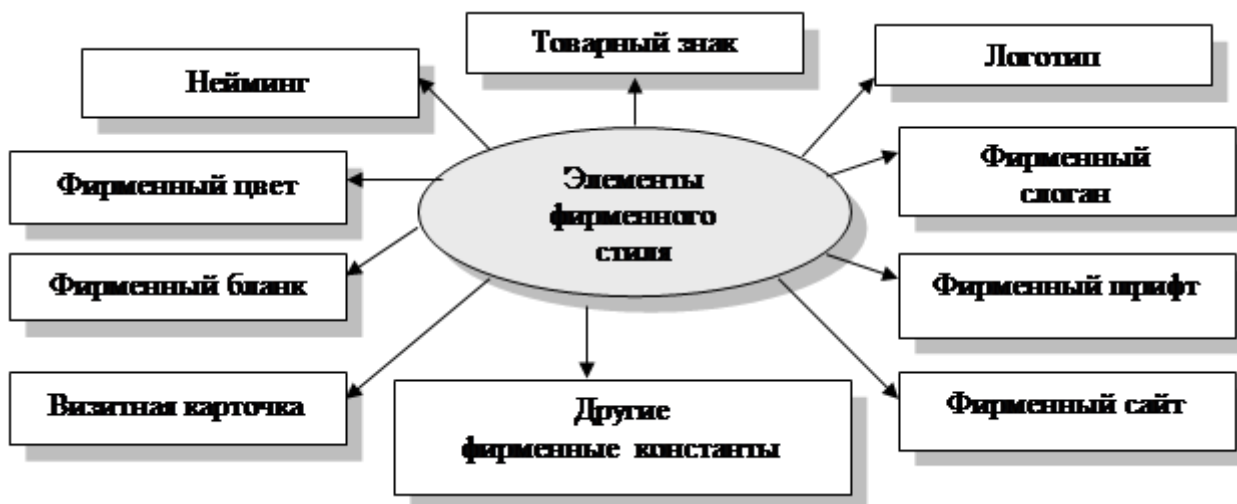 Товарный знак
Логотип
Нейминг
Фирменный
слоган
Фирменный цвет
Элементы
фирменного
стиля
Фирменный бланк
Фирменный шрифт
Визитная карточка
Другие
фирменные константы
Фирменный сайт